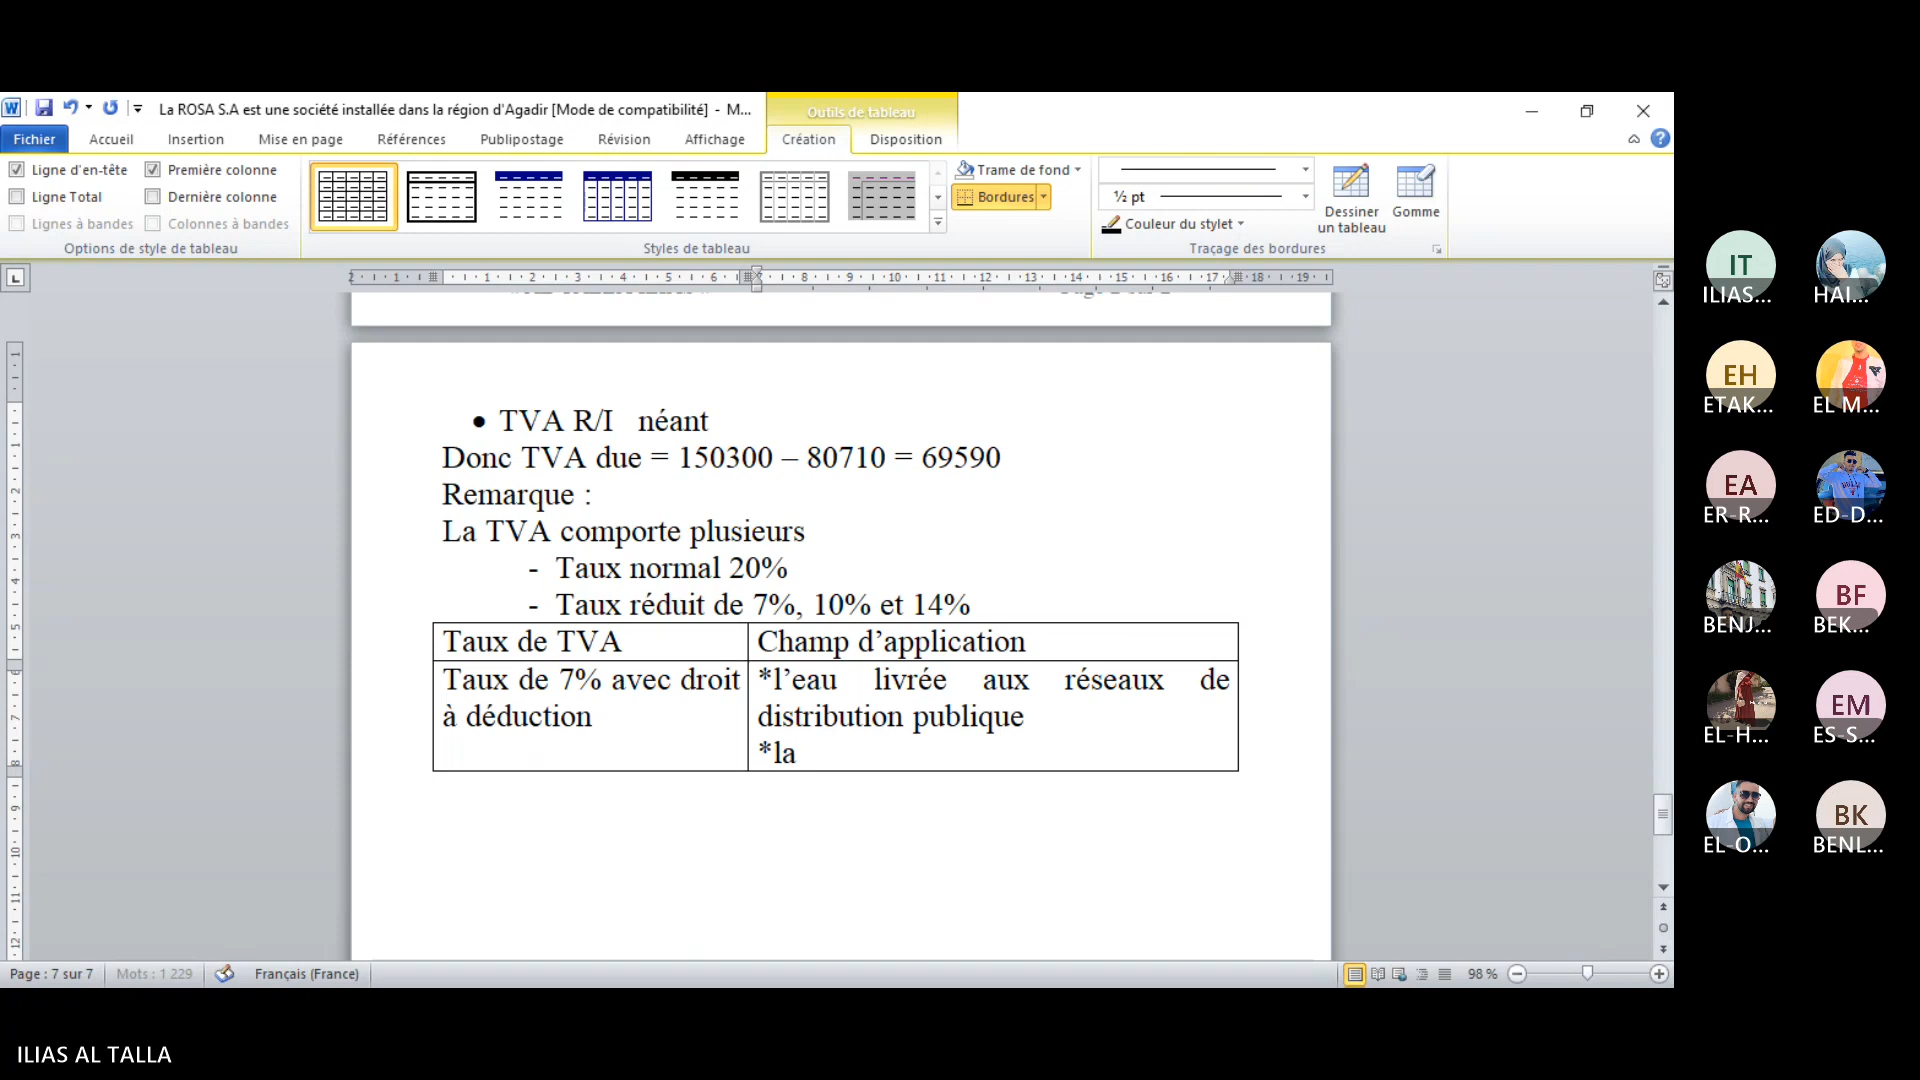 La ROSA S.A est une société installée dans la région d'Agadir [Mode de compatibilité] - M...
Outils de tableau
Fichier Accueil Insertion Mise en page Références Publipostage Révision Affichage Création Disposition
Ligne d'en-tête Première colonne
Ligne Total Dernière colonne
Lignes à bandes Colonnes à bandes
Options de style de tableau
Styles de tableau
Trame de fond
Bordures
½ pt
Couleur du stylet
Dessiner un tableau
Gomme
Traçage des bordures
• TVA R/I néant
Donc TVA due = 150300 – 80710 = 69590
Remarque :
La TVA comporte plusieurs
- Taux normal 20%
- Taux réduit de 7%, 10% et 14%
Taux de TVA Champ d’application
Taux de 7% avec droit à déduction
*l’eau livrée aux réseaux de
distribution publique
*la
Page : 7 sur 7 Mots : 1 229 Français (France) 98 %
IT
ILIAS... HAI...
EH
ETAK... EL M...
EA
ER-R... ED-D...
BF
BENJ... BEK...
EM
EL-H... ES-S...
BK
EL-O... BENL...
ILIAS AL TALLA